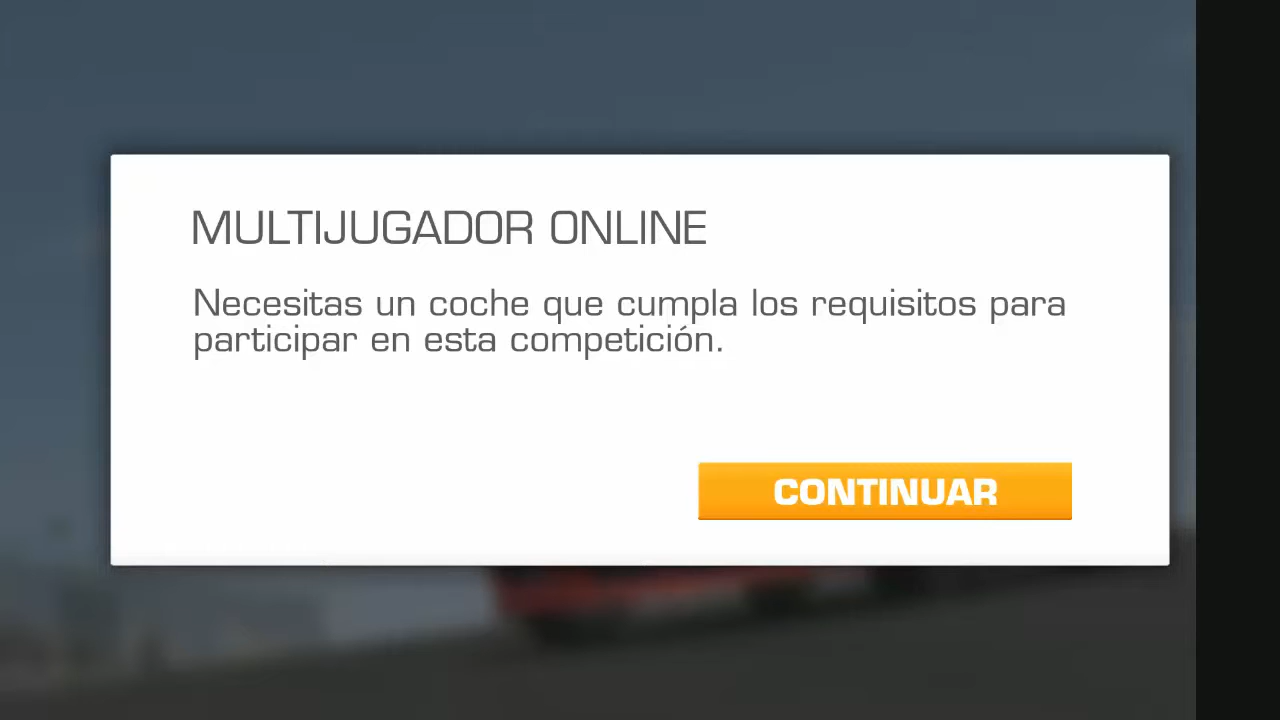 MULTIJUGADOR ONLINE
Necesitas un coche que cumpla los requisitos para
participar en esta competición.
CONTINUAR